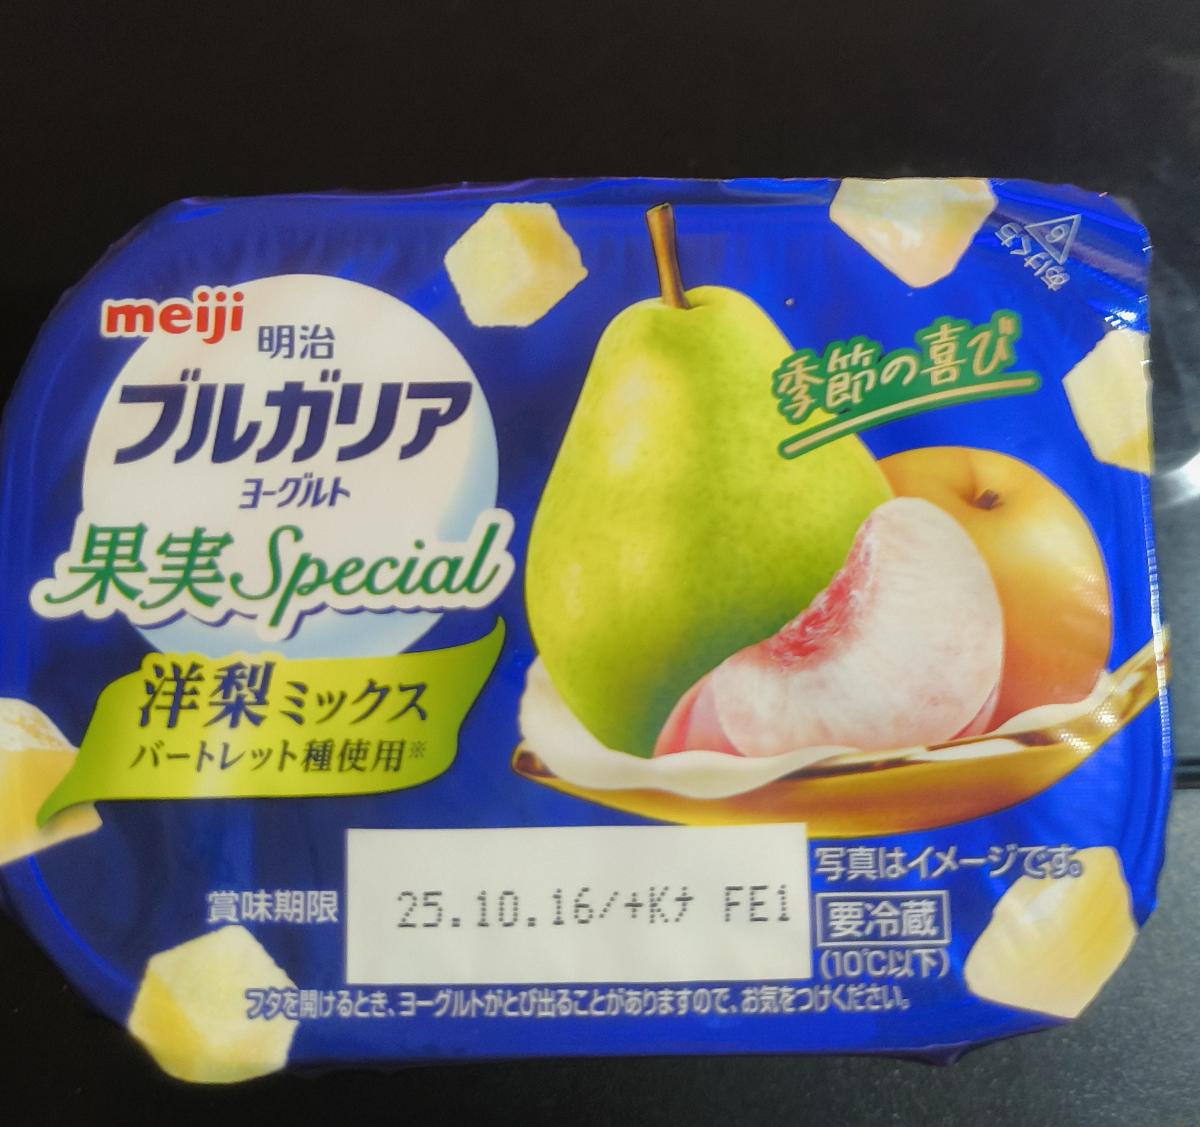 meiji
明治
ブルガリア
ヨーグルト
果実Special
洋梨ミックス
バートレット種使用※
季節の喜び
あけくち
6
賞味期限
25.10.16/+Kナ FE1
写真はイメージです。
要冷蔵
(10℃以下)
フタを開けるとき、ヨーグルトがとび出ることがありますので、お気をつけください。